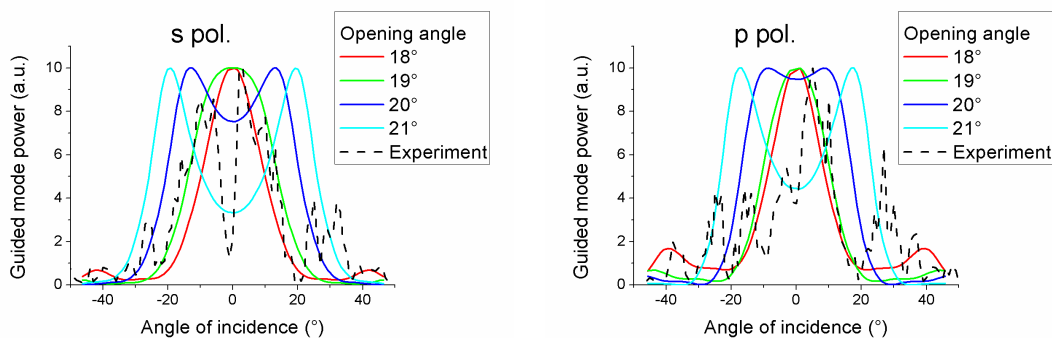 s pol.
Opening angle
18°
19°
20°
21°
Experiment
10
8
6
4
2
0
Guided mode power (a.u.)
-40 -20 0 20 40
Angle of incidence (°)
p pol.
Opening angle
18°
19°
20°
21°
Experiment
10
8
6
4
2
0
Guided mode power (a.u.)
-40 -20 0 20 40
Angle of incidence (°)